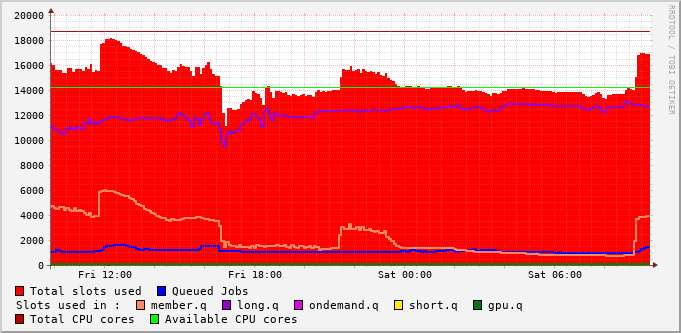 20000
18000
16000
14000
12000
10000
8000
6000
4000
2000
0
Fri 12:00 Fri 18:00 Sat 00:00 Sat 06:00
RRDTOOL / TOBI OETIKER
Total slots used Queued Jobs
Slots used in : member.q long.q ondemand.q short.q gpu.q
Total CPU cores Available CPU cores